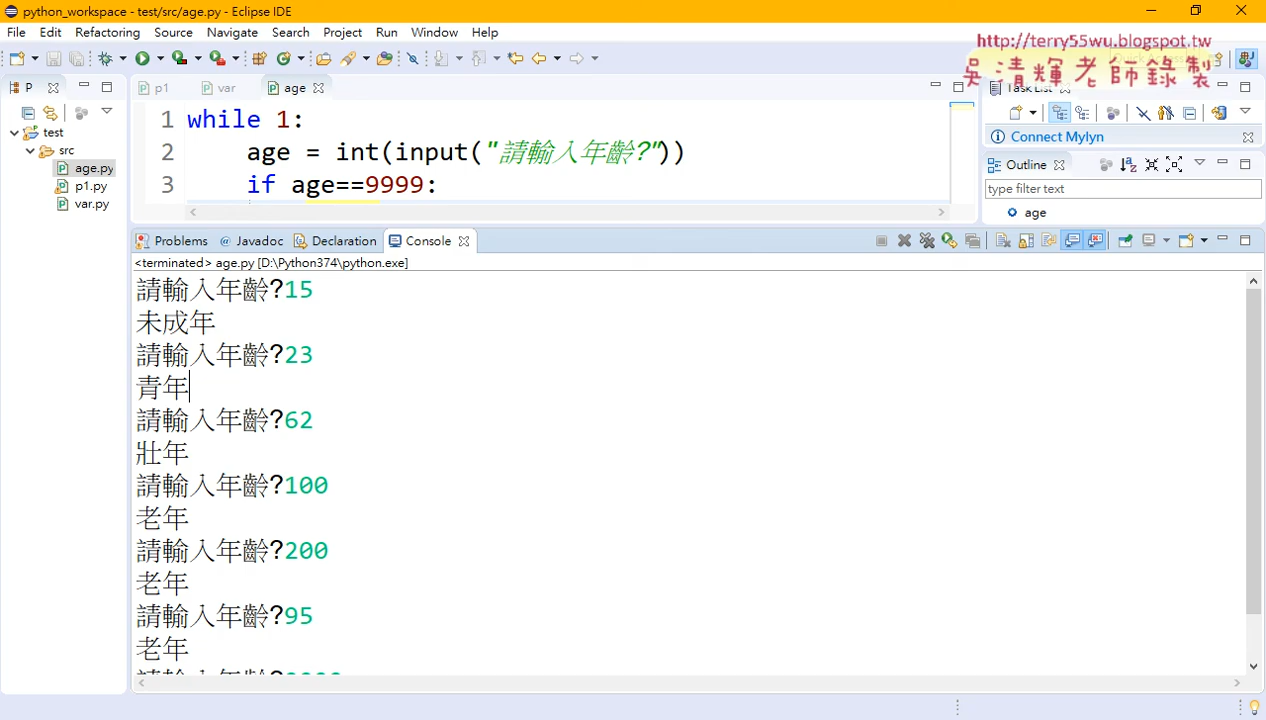 python_workspace - test/src/age.py - Eclipse IDE
File Edit Refactoring Source Navigate Search Project Run Window Help
http://terry55wu.blogspot.tw
吳清輝老師錄製
P
p1 var age
Task List
1 while 1:
2 age = int(input("請輸入年齡?"))
3 if age==9999:
test
src
age.py
p1.py
var.py
Connect Mylyn
Outline
type filter text
age
Problems @ Javadoc Declaration Console
<terminated> age.py [D:\Python374\python.exe]
請輸入年齡?15
未成年
請輸入年齡?23
青年
請輸入年齡?62
壯年
請輸入年齡?100
老年
請輸入年齡?200
老年
請輸入年齡?95
老年